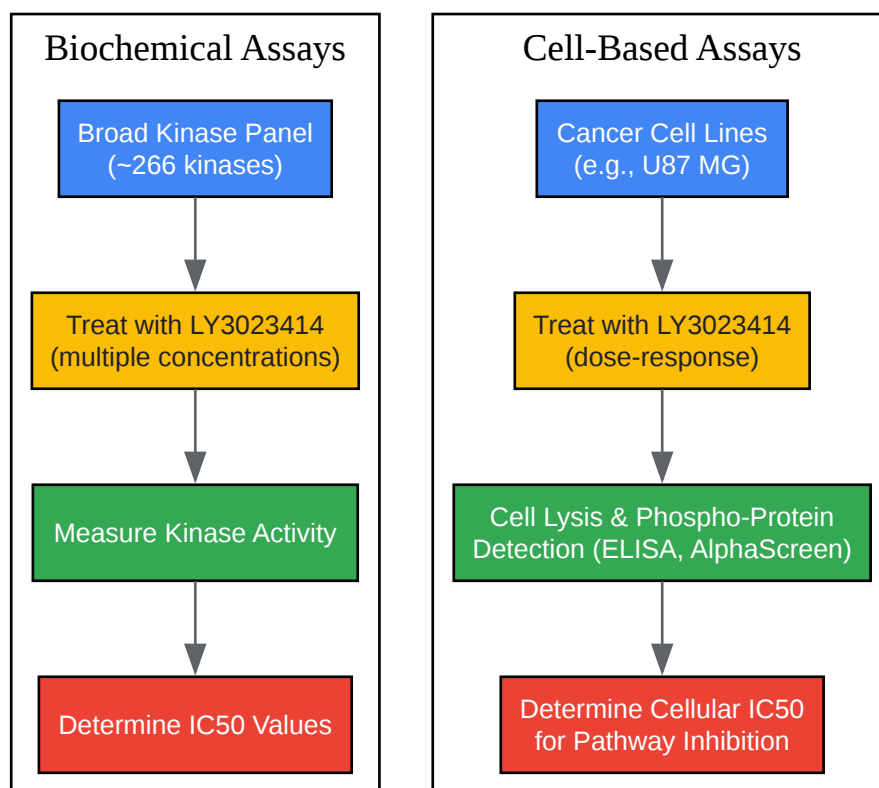 Biochemical Assays
Broad Kinase Panel
(~266 kinases)
Treat with LY3023414
(multiple concentrations)
Measure Kinase Activity
Determine IC50 Values
Cell-Based Assays
Cancer Cell Lines
(e.g., U87 MG)
Treat with LY3023414
(dose-response)
Cell Lysis & Phospho-Protein
Detection (ELISA, AlphaScreen)
Determine Cellular IC50
for Pathway Inhibition